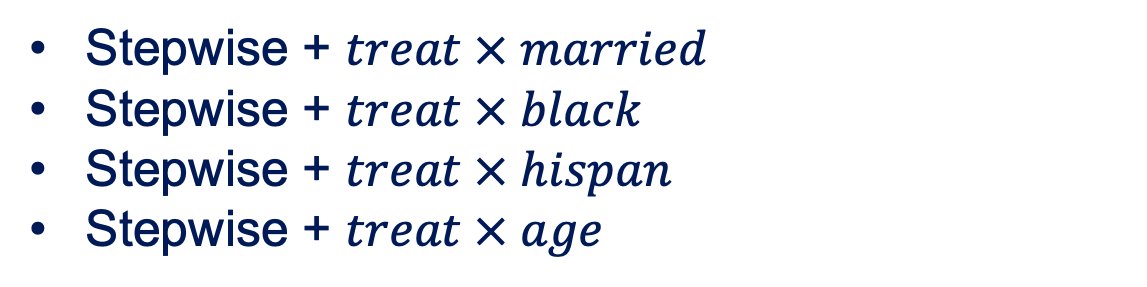 • Stepwise + treat × married
• Stepwise + treat × black
• Stepwise + treat × hispan
• Stepwise + treat × age